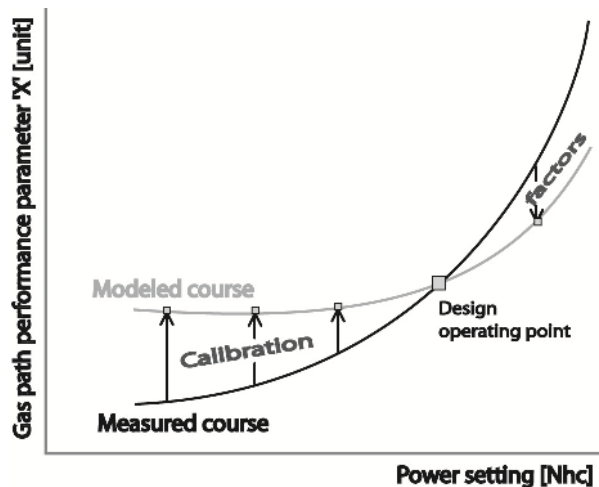 Gas path performance parameter 'X' [unit]
factors
Modeled course
Design
operating point
Calibration
Measured course
Power setting [Nhc]